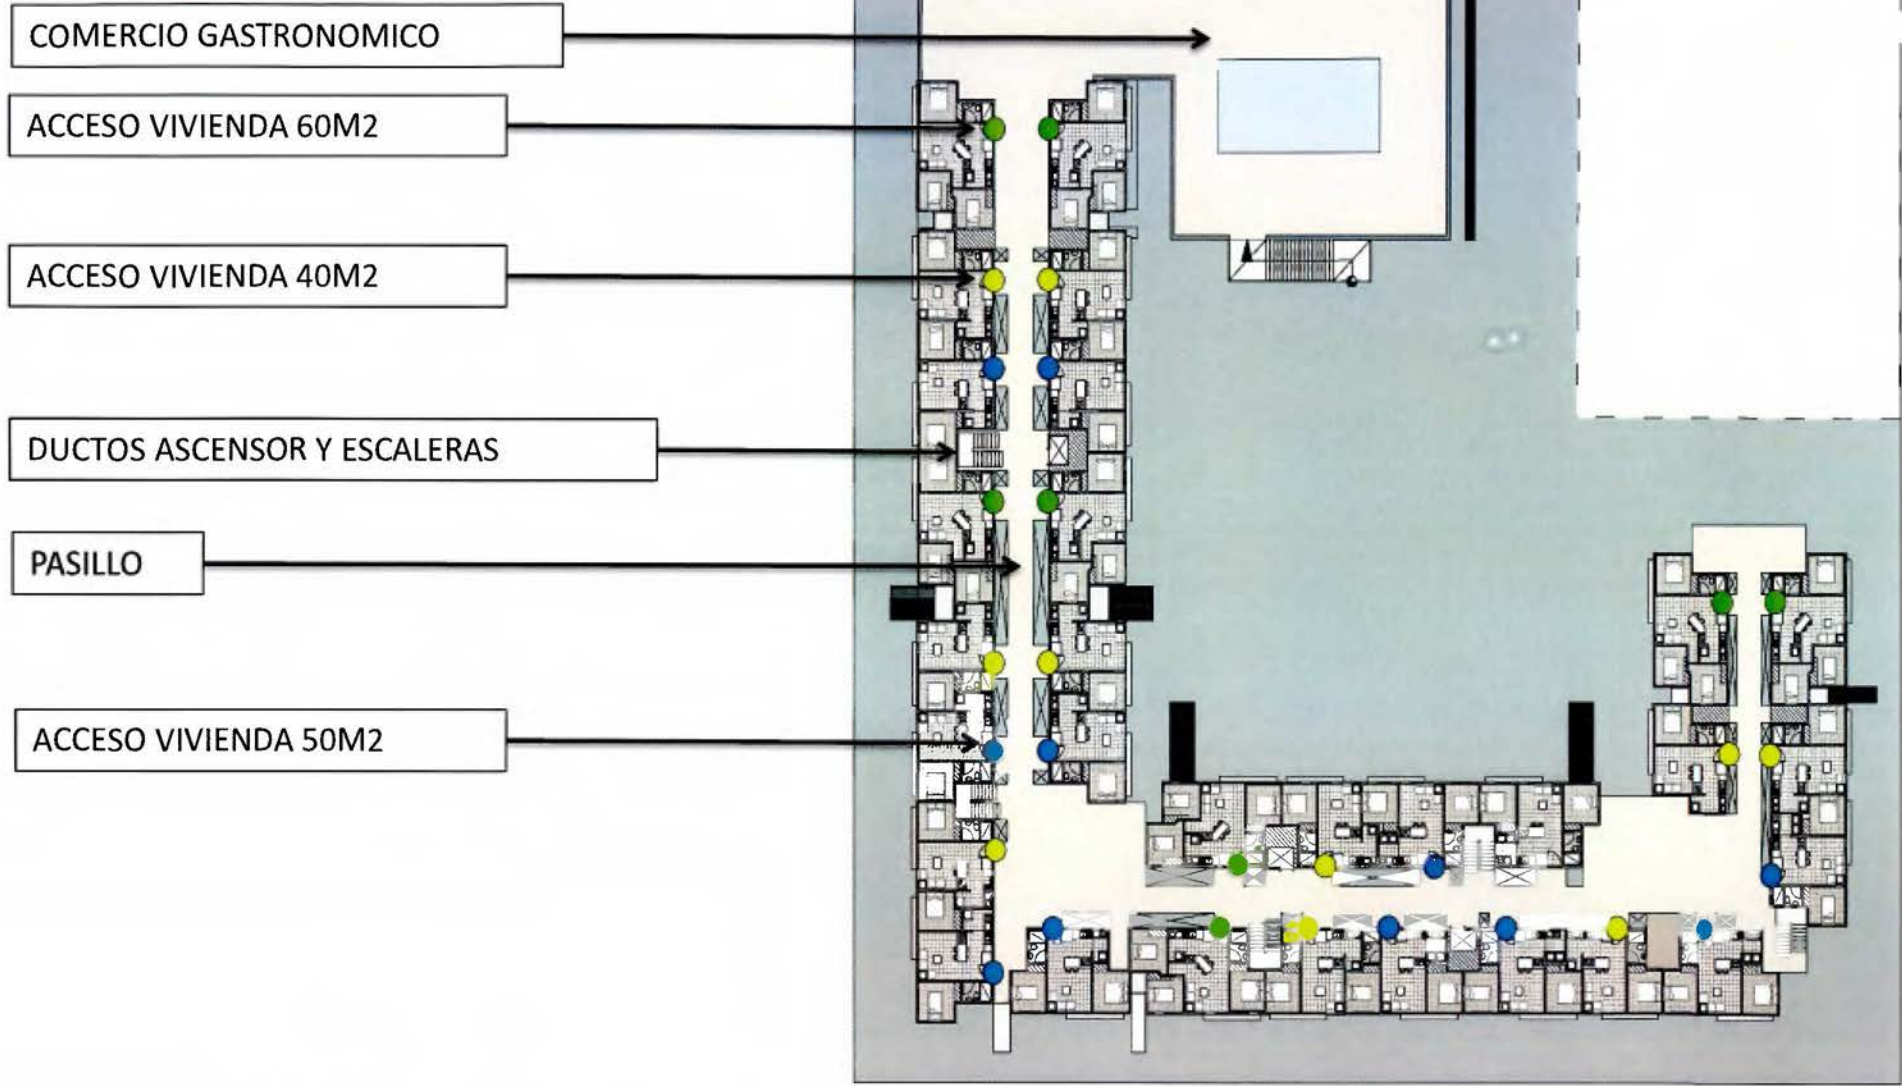 COMERCIO GASTRONOMICO
ACCESO VIVIENDA 60M2
ACCESO VIVIENDA 40M2
DUCTOS ASCENSOR Y ESCALERAS
PASILLO
ACCESO VIVIENDA 50M2